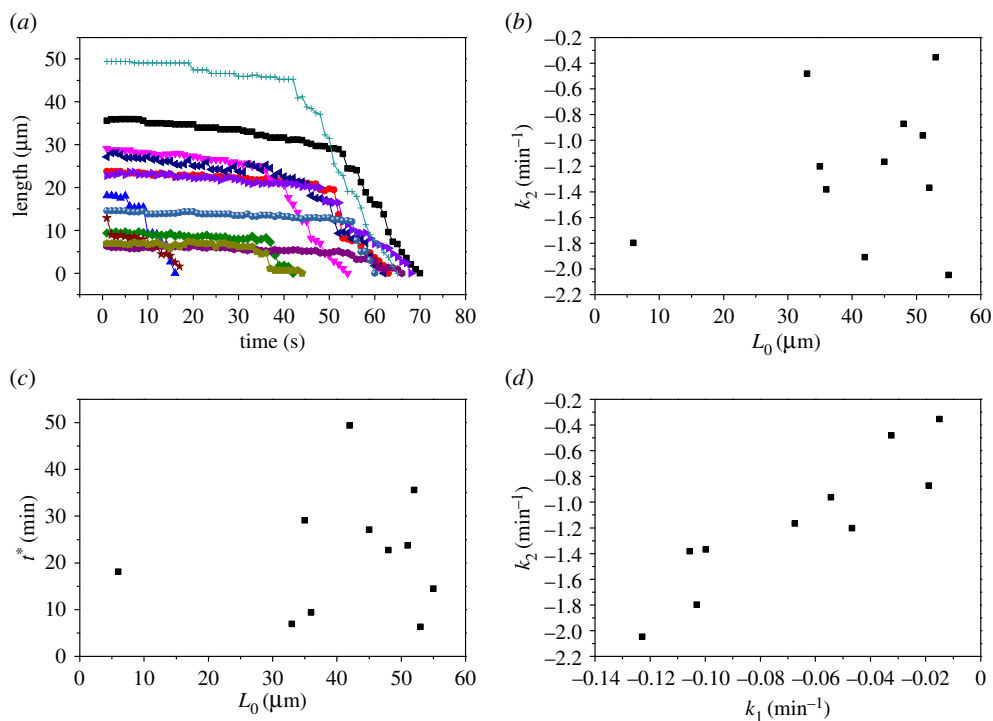 (a)
50
40
30
20
10
0
length (μm)
0 10 20 30 40 50 60 70 80
time (s)
(b)
−0.2
−0.4
−0.6
−0.8
−1.0
−1.2
−1.4
−1.6
−1.8
−2.0
−2.2
k2 (min−1)
0 10 20 30 40 50 60
L0 (μm)
(c)
50
40
30
20
10
0
t* (min)
0 10 20 30 40 50 60
L0 (μm)
(d)
−0.2
−0.4
−0.6
−0.8
−1.0
−1.2
−1.4
−1.6
−1.8
−2.0
−2.2
k2 (min−1)
−0.14 −0.12 −0.10 −0.08 −0.06 −0.04 −0.02 0
k1 (min−1)